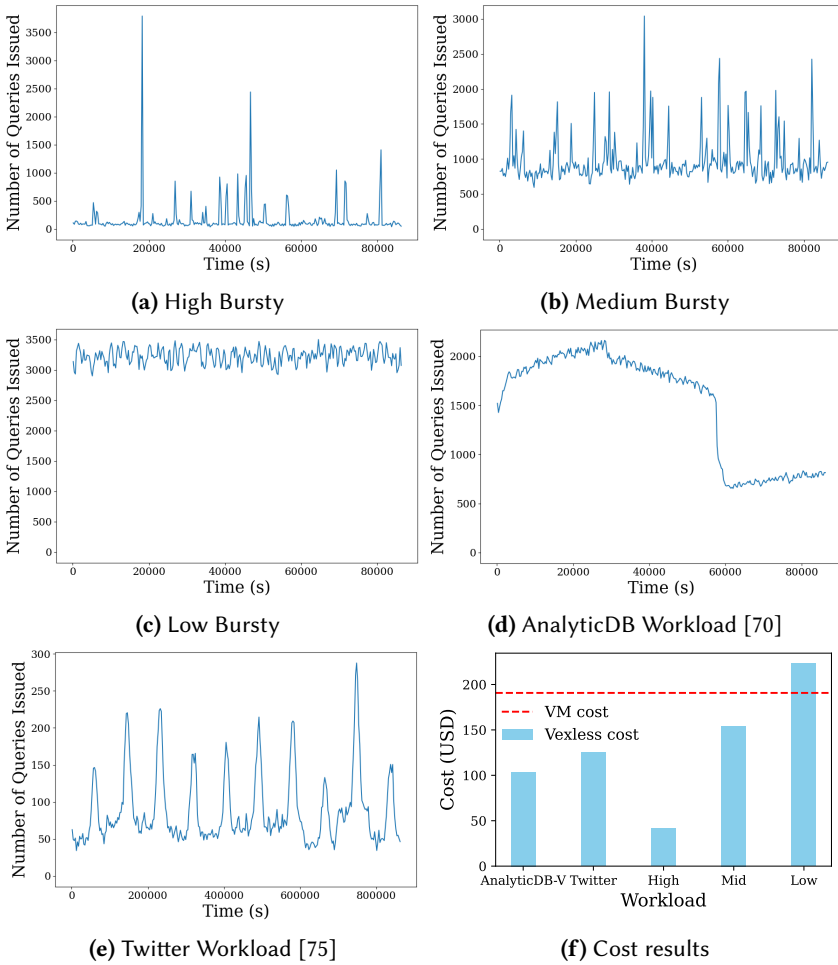 Number of Queries Issued
3500
3000
2500
2000
1500
1000
500
0
0
20000
40000
60000
80000
Time (s)
(a) High Bursty
Number of Queries Issued
3000
2500
2000
1500
1000
500
0
0
20000
40000
60000
80000
Time (s)
(b) Medium Bursty
Number of Queries Issued
3500
3000
2500
2000
1500
1000
500
0
0
20000
40000
60000
80000
Time (s)
(c) Low Bursty
Number of Queries Issued
2000
1500
1000
500
0
0
20000
40000
60000
80000
Time (s)
(d) AnalyticDB Workload [70]
Number of Queries Issued
300
250
200
150
100
50
0
0
200000
400000
600000
800000
Time (s)
(e) Twitter Workload [75]
Cost (USD)
200
150
100
50
0
VM cost
Vexless cost
AnalyticDB-V
Twitter
High
Mid
Low
Workload
(f) Cost results